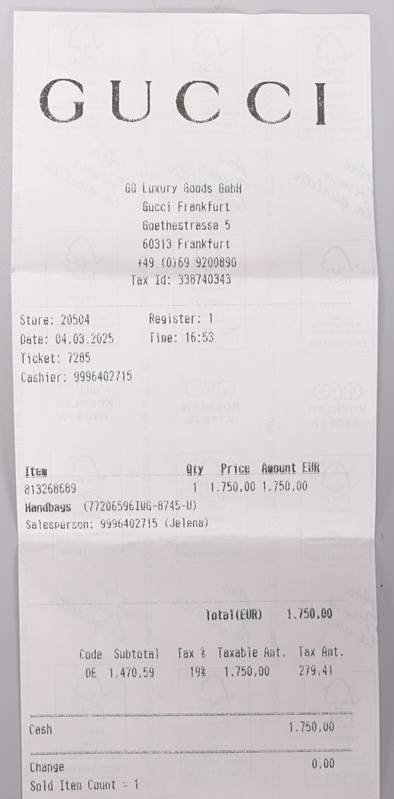 GUCCI
GG Luxury Goods GmbH
Gucci Frankfurt
Goethestrasse 5
60313 Frankfurt
+49 (0)69 9200890
Tax Id: 338740343
Store: 20504 Register: 1
Date: 04.03.2025 Time: 16:53
Ticket: 7285
Cashier: 9996402715
Item Qty Price Amount EUR
813268689 1 1.750,00 1.750,00
Handbags (77206596IUG-8745-U)
Salesperson: 9996402715 (Jelena)
Total(EUR) 1.750,00
Code Subtotal Tax % Taxable Amt. Tax Amt.
DE 1.470,59 19% 1.750,00 279,41
Cash 1.750,00
Change 0.00
Sold Item Count = 1